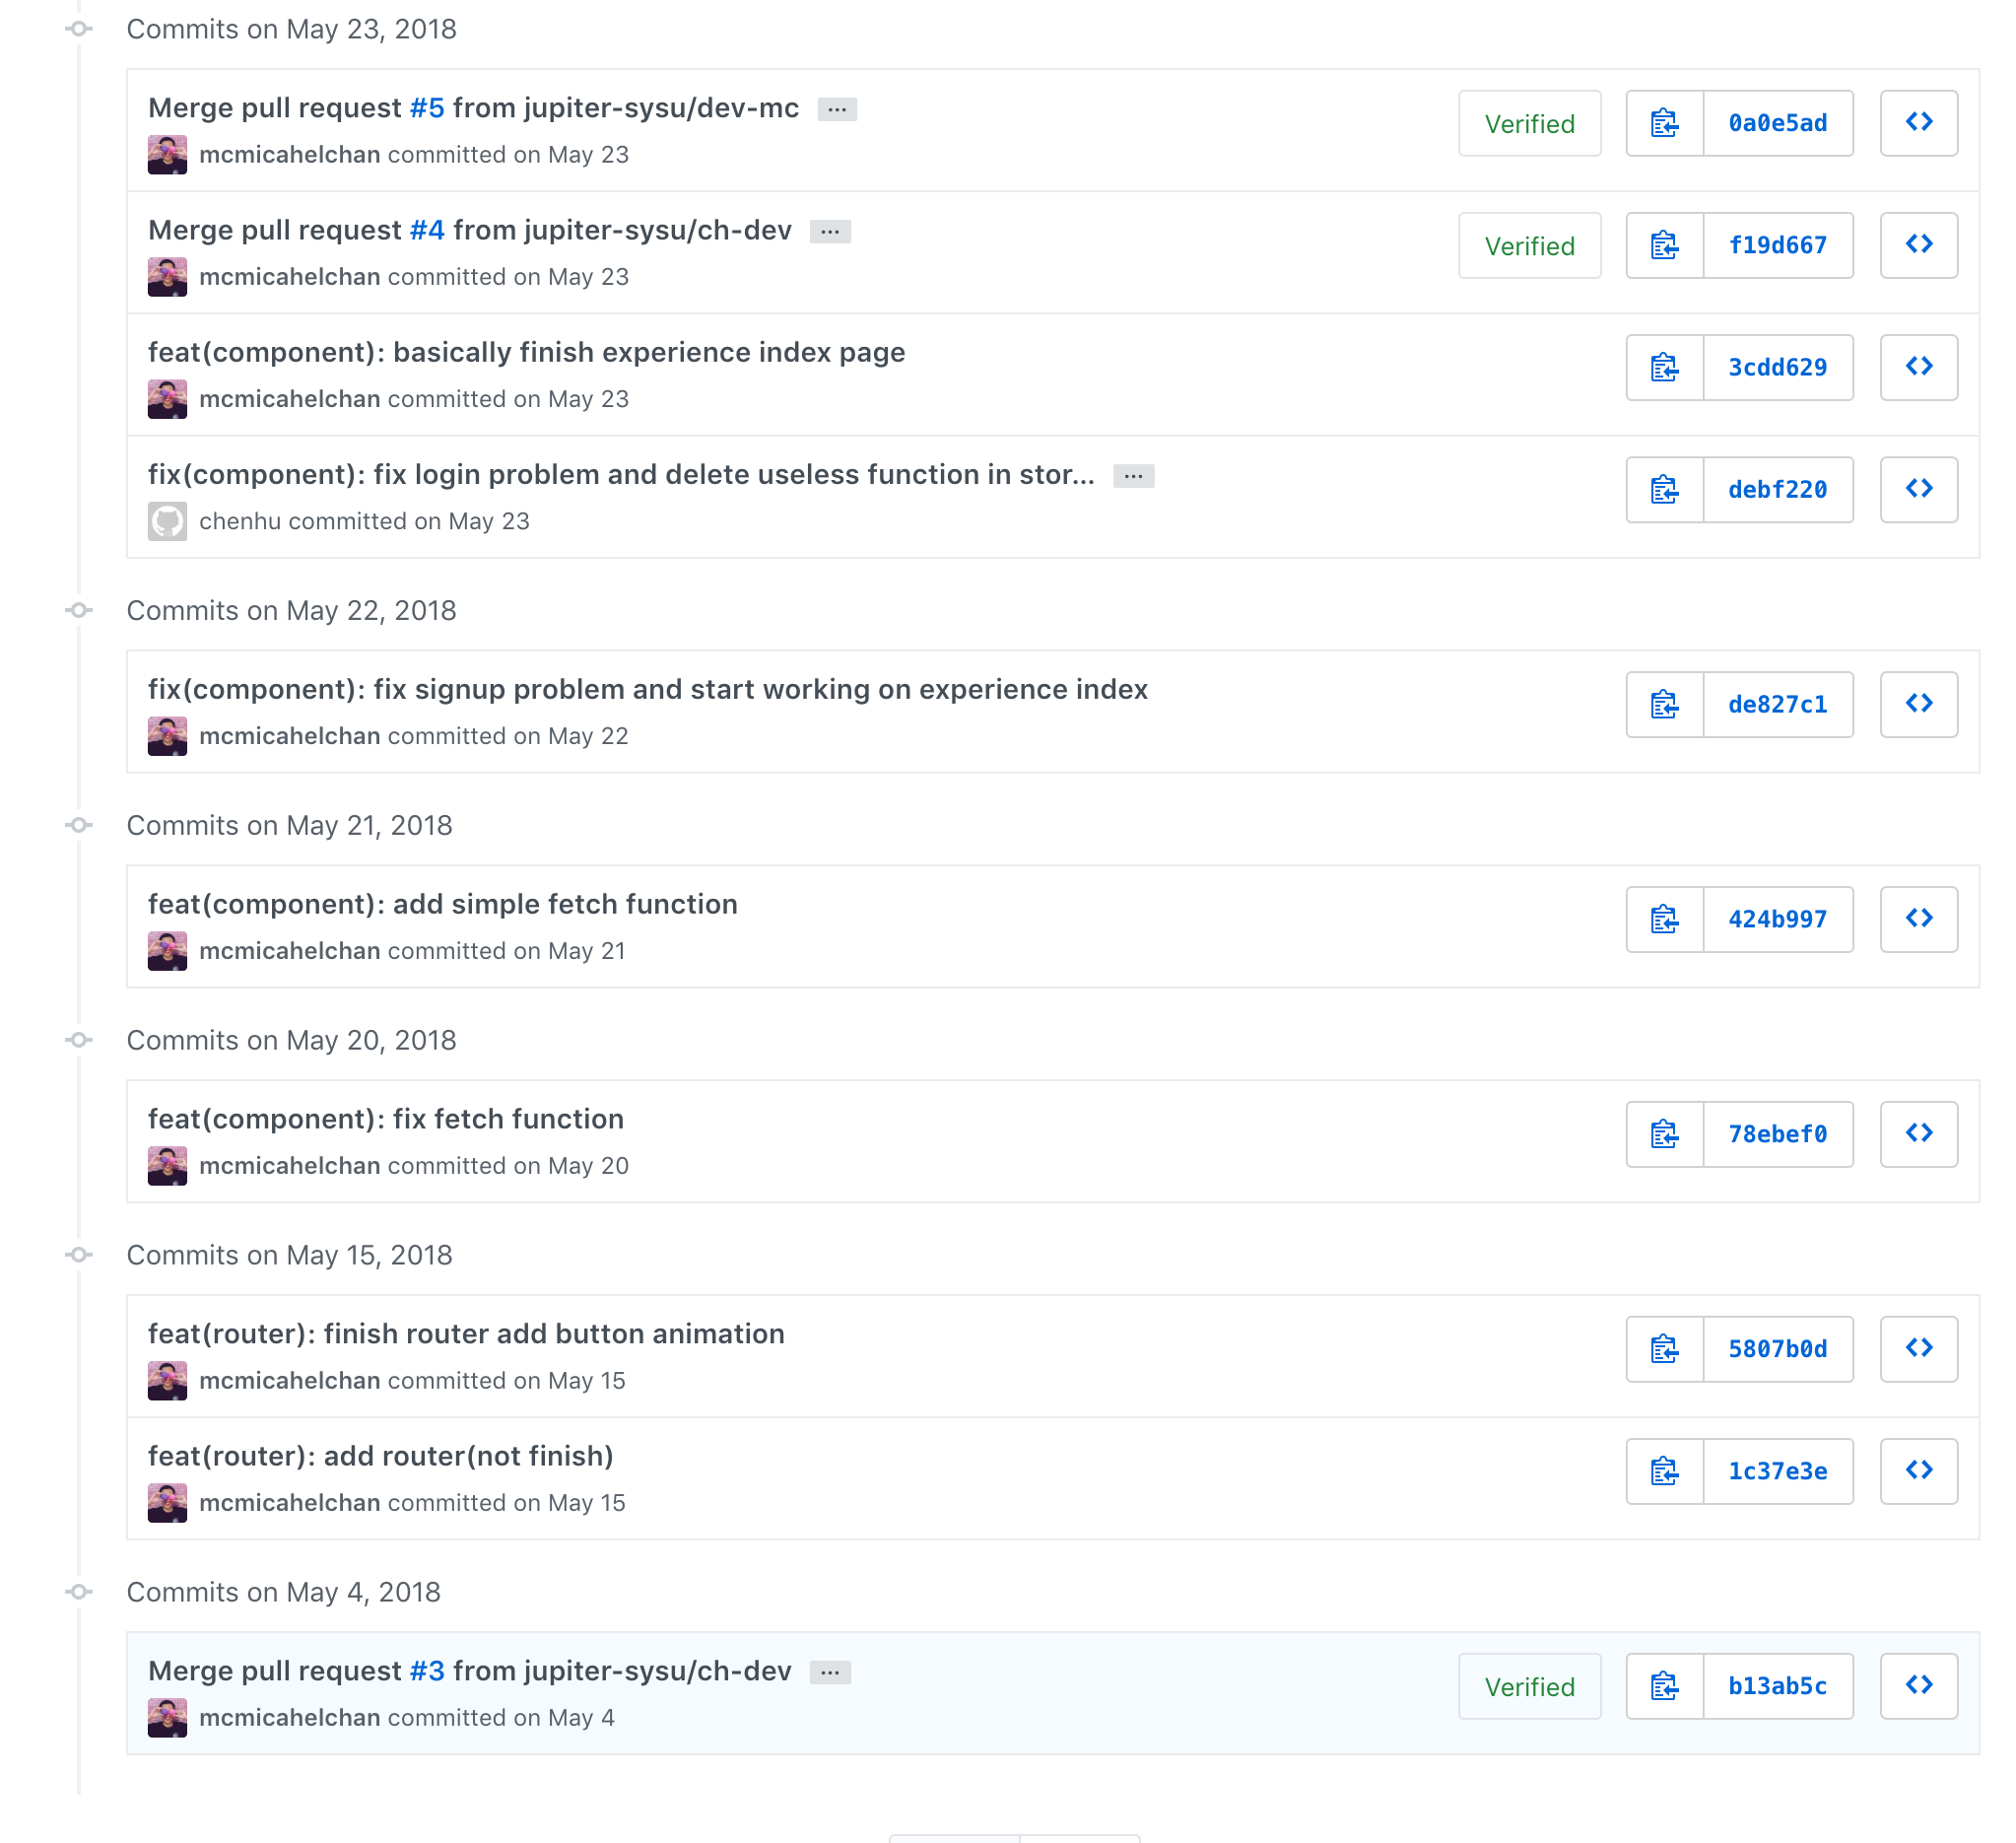 Commits on May 23, 2018
Merge pull request #5 from jupiter-sysu/dev-mc ...
Verified 0a0e5ad
mcmicahelchan committed on May 23
Merge pull request #4 from jupiter-sysu/ch-dev ...
Verified f19d667
mcmicahelchan committed on May 23
feat(component): basically finish experience index page
3cdd629
mcmicahelchan committed on May 23
fix(component): fix login problem and delete useless function in stor... ...
debf220
chenhu committed on May 23
Commits on May 22, 2018
fix(component): fix signup problem and start working on experience index
de827c1
mcmicahelchan committed on May 22
Commits on May 21, 2018
feat(component): add simple fetch function
424b997
mcmicahelchan committed on May 21
Commits on May 20, 2018
feat(component): fix fetch function
78ebef0
mcmicahelchan committed on May 20
Commits on May 15, 2018
feat(router): finish router add button animation
5807b0d
mcmicahelchan committed on May 15
feat(router): add router(not finish)
1c37e3e
mcmicahelchan committed on May 15
Commits on May 4, 2018
Merge pull request #3 from jupiter-sysu/ch-dev ...
Verified b13ab5c
mcmicahelchan committed on May 4